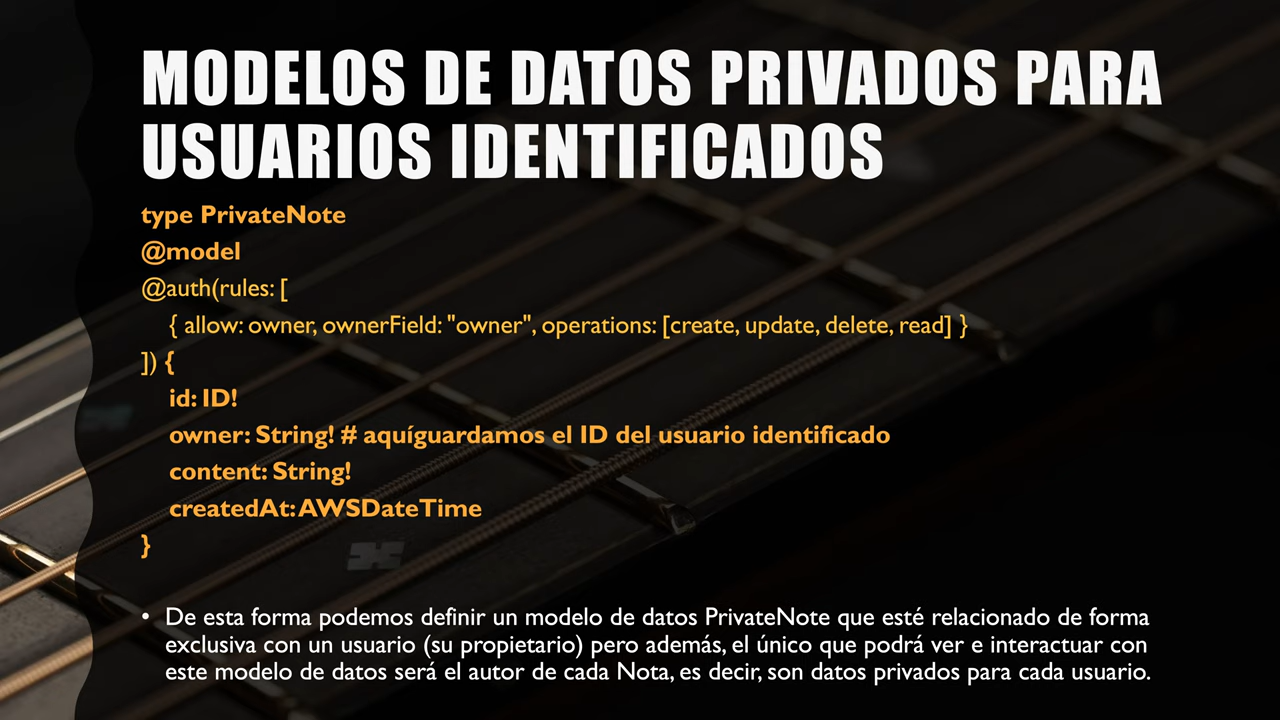 MODELOS DE DATOS PRIVADOS PARA
USUARIOS IDENTIFICADOS
type PrivateNote
@model
@auth(rules: [
{ allow: owner, ownerField: "owner", operations: [create, update, delete, read] }
]) {
id: ID!
owner: String! # aquíguardamos el ID del usuario identificado
content: String!
createdAt: AWSDateTime
}
• De esta forma podemos definir un modelo de datos PrivateNote que esté relacionado de forma
exclusiva con un usuario (su propietario) pero además, el único que podrá ver e interactuar con
este modelo de datos será el autor de cada Nota, es decir, son datos privados para cada usuario.